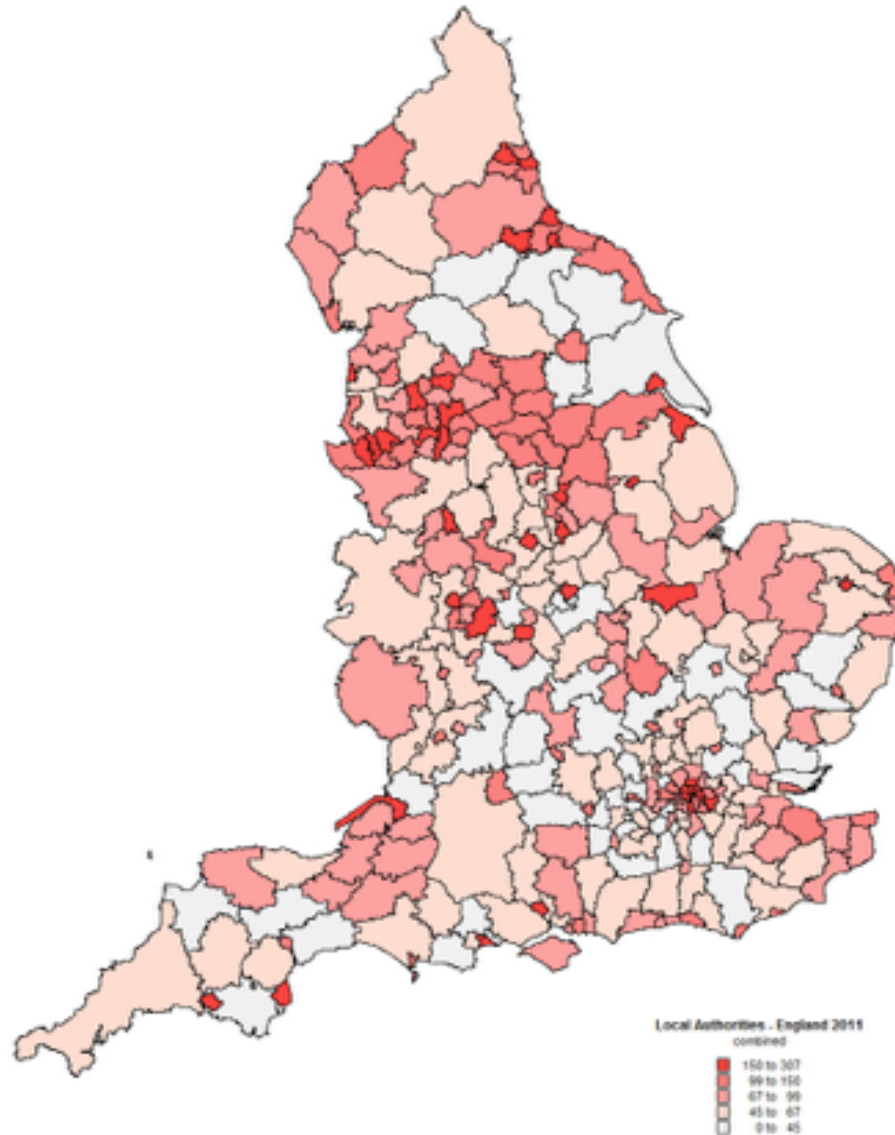 Local Authorities - England 2011
combined
150 to 307
99 to 150
67 to 99
45 to 67
0 to 45